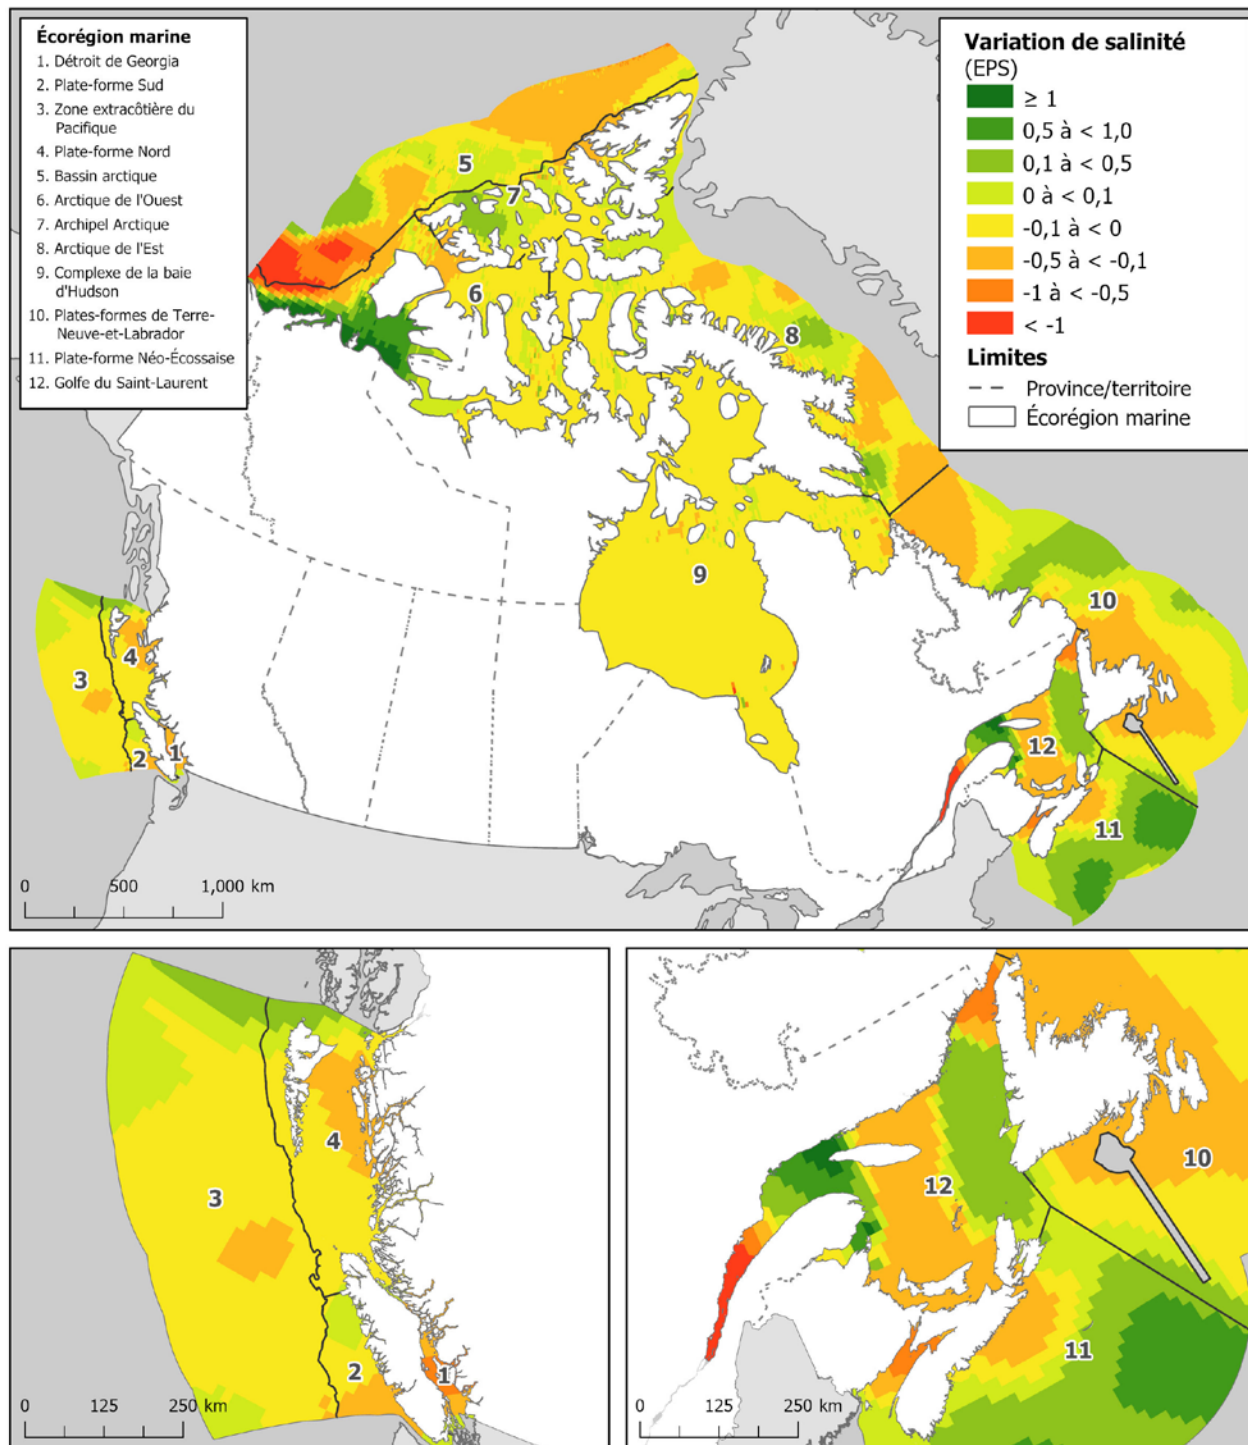 Écorégion marine
1. Détroit de Georgia
2. Plate-forme Sud
3. Zone extracôtière du
Pacifique
4. Plate-forme Nord
5. Bassin arctique
6. Arctique de l'Ouest
7. Archipel Arctique
8. Arctique de l'Est
9. Complexe de la baie
d'Hudson
10. Plates-formes de Terre-
Neuve-et-Labrador
11. Plate-forme Néo-Écossaise
12. Golfe du Saint-Laurent
Variation de salinité
(EPS)
≥ 1
0,5 à < 1,0
0,1 à < 0,5
0 à < 0,1
-0,1 à < 0
-0,5 à < -0,1
-1 à < -0,5
< -1
Limites
Province/territoire
Écorégion marine
5
7
6
8
9
10
3
4
2
1
12
11
0 500 1,000 km
4
3
2
1
0 125 250 km
10
12
11
0 125 250 km